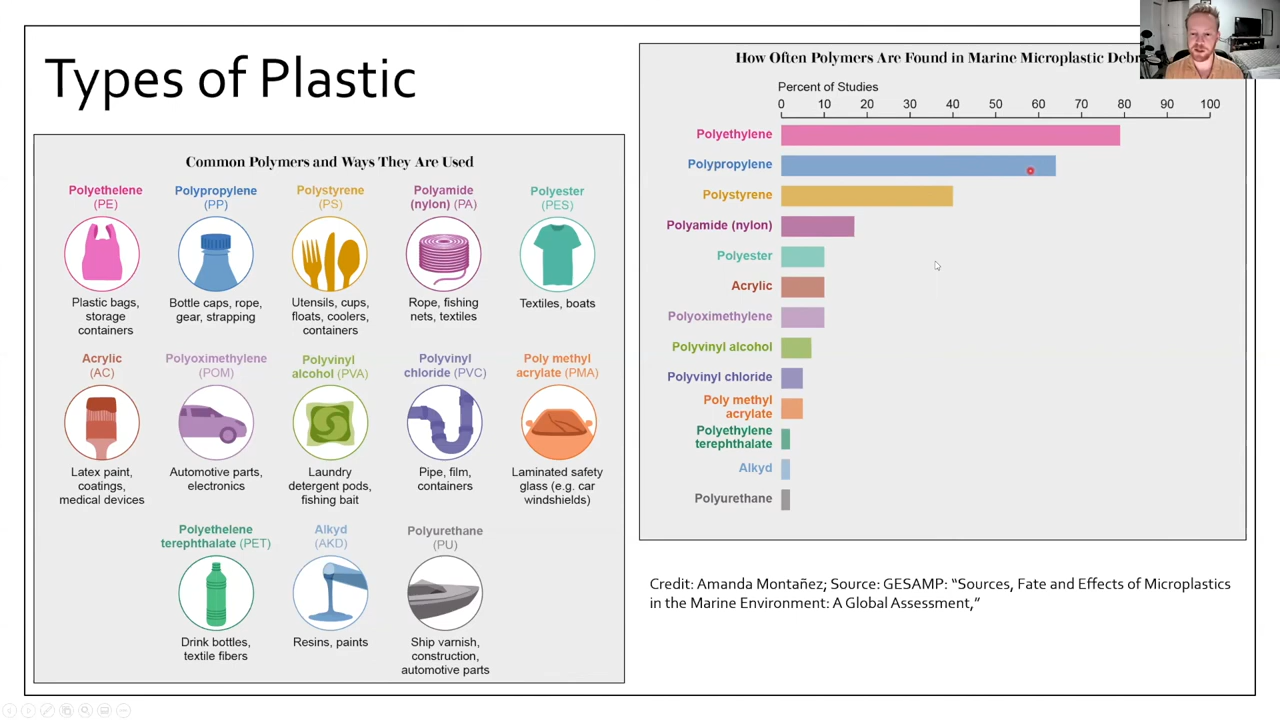 Types of Plastic
Common Polymers and Ways They Are Used
Polyethelene
(PE)
Plastic bags,
storage
containers
Polypropylene
(PP)
Bottle caps, rope,
gear, strapping
Polystyrene
(PS)
Utensils, cups,
floats, coolers,
containers
Polyamide
(nylon) (PA)
Rope, fishing
nets, textiles
Polyester
(PES)
Textiles, boats
Acrylic
(AC)
Latex paint,
coatings,
medical devices
Polyoximethylene
(POM)
Automotive parts,
electronics
Polyvinyl
alcohol (PVA)
Laundry
detergent pods,
fishing bait
Polyvinyl
chloride (PVC)
Pipe, film,
containers
Poly methyl
acrylate (PMA)
Laminated safety
glass (e.g. car
windshields)
Polyethelene
terephthalate (PET)
Drink bottles,
textile fibers
Alkyd
(AKD)
Resins, paints
Polyurethane
(PU)
Ship varnish,
construction,
automotive parts
How Often Polymers Are Found in Marine Microplastic Debr
Percent of Studies
0 10 20 30 40 50 60 70 80 90 100
Polyethylene
Polypropylene
Polystyrene
Polyamide (nylon)
Polyester
Acrylic
Polyoximethylene
Polyvinyl alcohol
Polyvinyl chloride
Poly methyl
acrylate
Polyethylene
terephthalate
Alkyd
Polyurethane
Credit: Amanda Montañez; Source: GESAMP: “Sources, Fate and Effects of Microplastics
in the Marine Environment: A Global Assessment,“